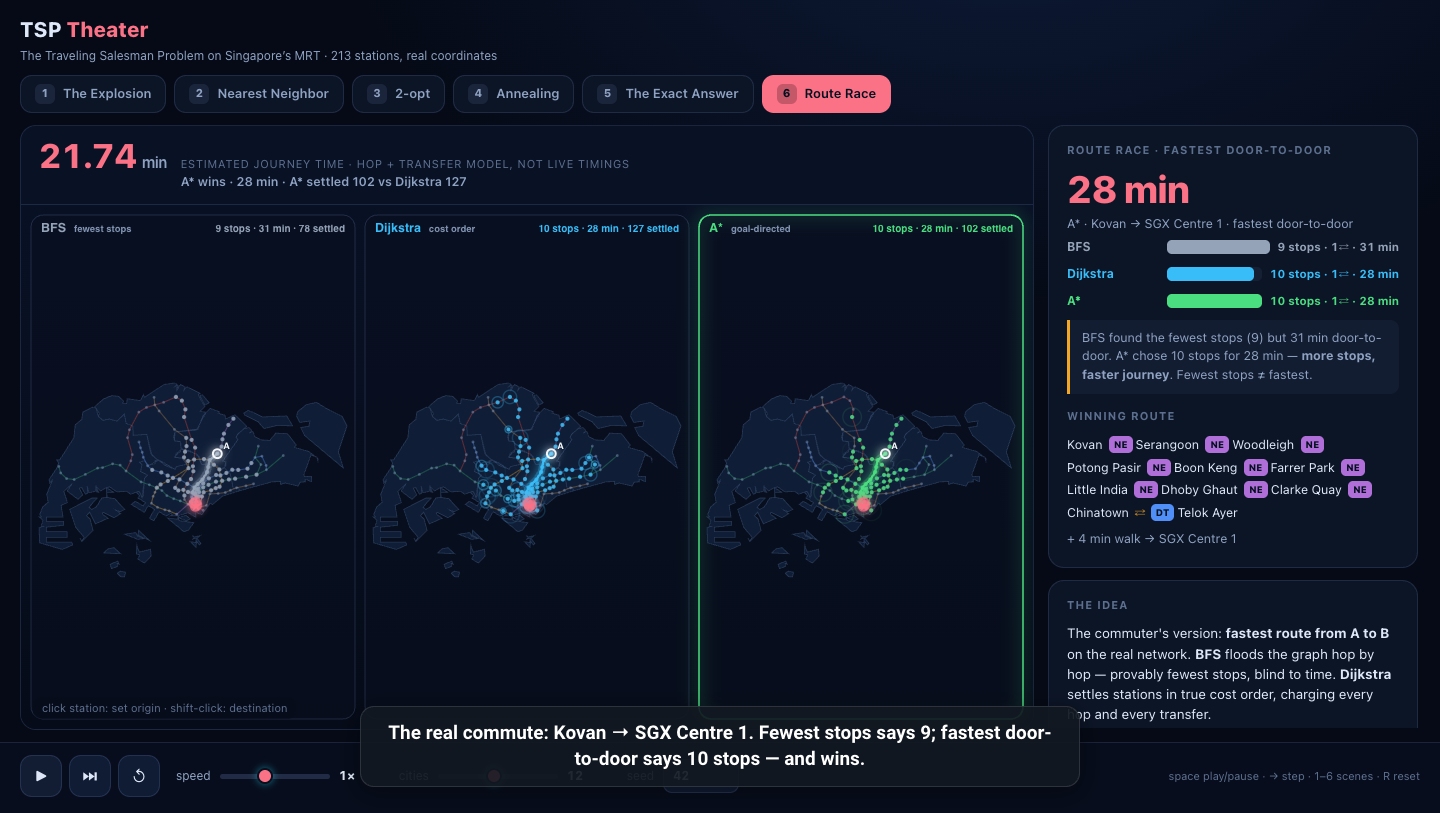 TSP Theater
The Traveling Salesman Problem on Singapore's MRT · 213 stations, real coordinates
1 The Explosion
2 Nearest Neighbor
3 2-opt
4 Annealing
5 The Exact Answer
6 Route Race
21.74 min
ESTIMATED JOURNEY TIME · HOP + TRANSFER MODEL, NOT LIVE TIMINGS
A* wins · 28 min · A* settled 102 vs Dijkstra 127
BFS fewest stops 9 stops · 31 min · 78 settled
A
click station: set origin · shift-click: destination
Dijkstra cost order 10 stops · 28 min · 127 settled
A
A* goal-directed 10 stops · 28 min · 102 settled
A
ROUTE RACE · FASTEST DOOR-TO-DOOR
28 min
A* · Kovan → SGX Centre 1 · fastest door-to-door
BFS 9 stops · 1⇄ · 31 min
Dijkstra 10 stops · 1⇄ · 28 min
A* 10 stops · 1⇄ · 28 min
BFS found the fewest stops (9) but 31 min door-to-
door. A* chose 10 stops for 28 min — more stops,
faster journey. Fewest stops ≠ fastest.
WINNING ROUTE
Kovan NE Serangoon NE Woodleigh NE
Potong Pasir NE Boon Keng NE Farrer Park NE
Little India NE Dhoby Ghaut NE Clarke Quay NE
Chinatown ⇄ DT Telok Ayer
+ 4 min walk → SGX Centre 1
THE IDEA
The commuter's version: fastest route from A to B
on the real network. BFS floods the graph hop by
hop — provably fewest stops, blind to time. Dijkstra
settles stations in true cost order, charging every
hop and every transfer.
The real commute: Kovan → SGX Centre 1. Fewest stops says 9; fastest door-
to-door says 10 stops — and wins.
speed 1×
cities 12
seed 42
space play/pause · → step · 1–6 scenes · R reset